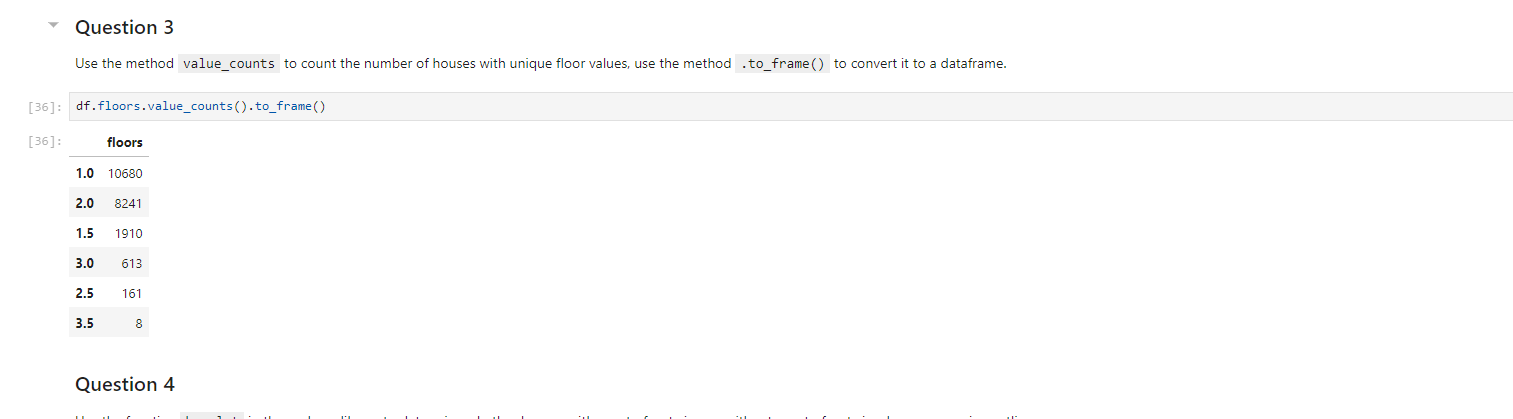 Question 3
Use the method value_counts to count the number of houses with unique floor values, use the method .to_frame() to convert it to a dataframe.
[36]: df.floors.value_counts().to_frame()
[36]: floors
1.0 10680
2.0 8241
1.5 1910
3.0 613
2.5 161
3.5 8
Question 4